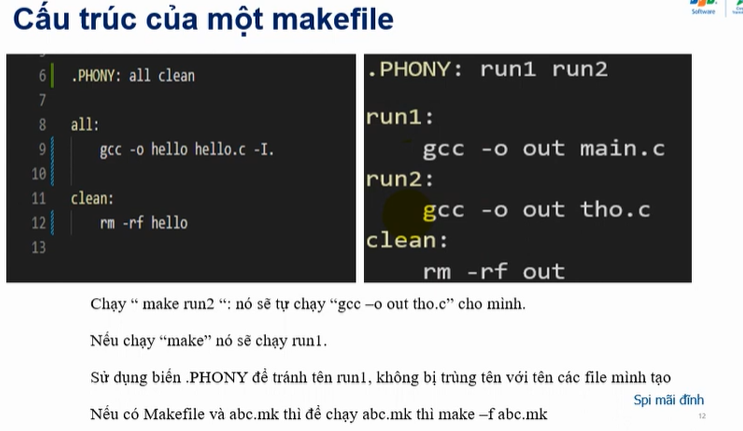 Cấu trúc của một makefile
Software
6 .PHONY: all clean
7
8 all:
9 gcc -o hello hello.c -I.
10
11 clean:
12 rm -rf hello
13
.PHONY: run1 run2
run1:
gcc -o out main.c
run2:
gcc -o out tho.c
clean:
rm -rf out
Chạy “ make run2 “: nó sẽ tự chạy “gcc –o out tho.c” cho mình.
Nếu chạy “make” nó sẽ chạy run1.
Sử dụng biến .PHONY để tránh tên run1, không bị trùng tên với tên các file mình tạo
Nếu có Makefile và abc.mk thì để chạy abc.mk thì make –f abc.mk
Spi mãi đĩnh
12